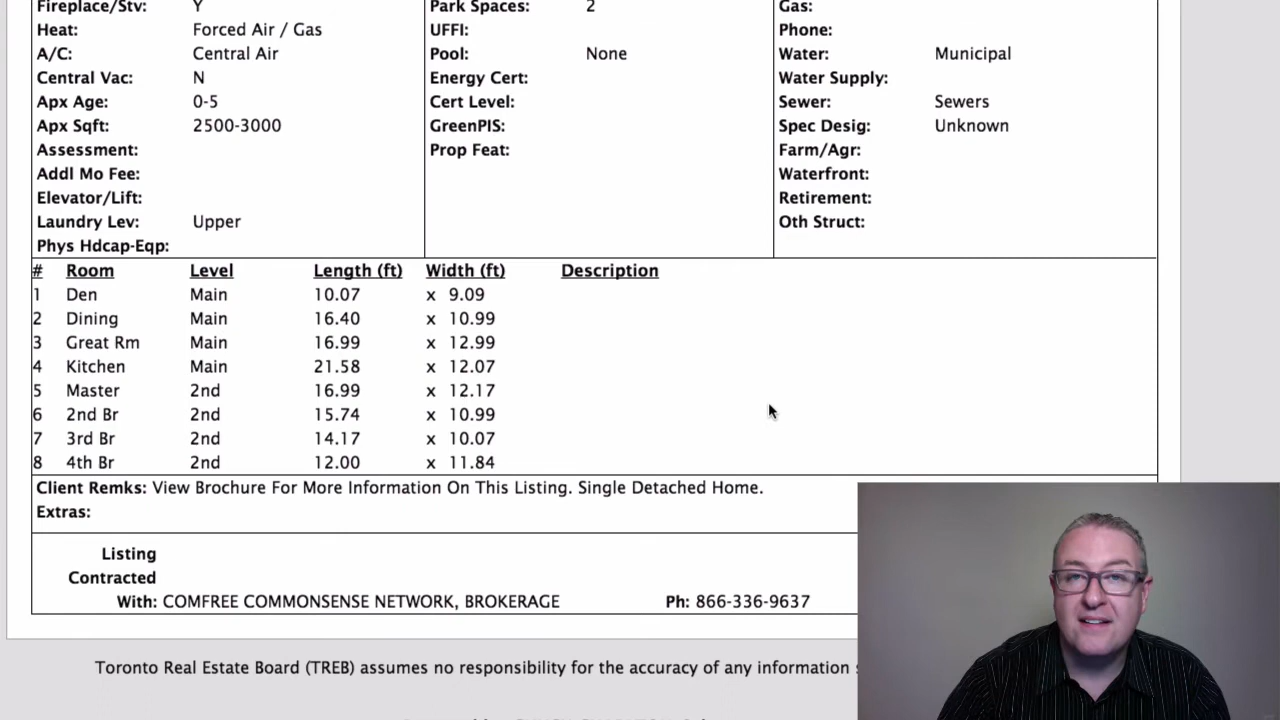 Fireplace/Stv: Y Park Spaces: 2 Gas:
Heat: Forced Air / Gas UFFI: Phone:
A/C: Central Air Pool: None Water: Municipal
Central Vac: N Energy Cert: Water Supply:
Apx Age: 0-5 Cert Level: Sewer: Sewers
Apx Sqft: 2500-3000 GreenPIS: Spec Desig: Unknown
Assessment: Prop Feat: Farm/Agr:
Addl Mo Fee: Waterfront:
Elevator/Lift: Retirement:
Laundry Lev: Upper Oth Struct:
Phys Hdcap-Eqp:
# Room Level Length (ft) Width (ft) Description
1 Den Main 10.07 x 9.09
2 Dining Main 16.40 x 10.99
3 Great Rm Main 16.99 x 12.99
4 Kitchen Main 21.58 x 12.07
5 Master 2nd 16.99 x 12.17
6 2nd Br 2nd 15.74 x 10.99
7 3rd Br 2nd 14.17 x 10.07
8 4th Br 2nd 12.00 x 11.84
Client Remks: View Brochure For More Information On This Listing. Single Detached Home.
Extras:
Listing
Contracted
With: COMFREE COMMONSENSE NETWORK, BROKERAGE Ph: 866-336-9637
Toronto Real Estate Board (TREB) assumes no responsibility for the accuracy of any information